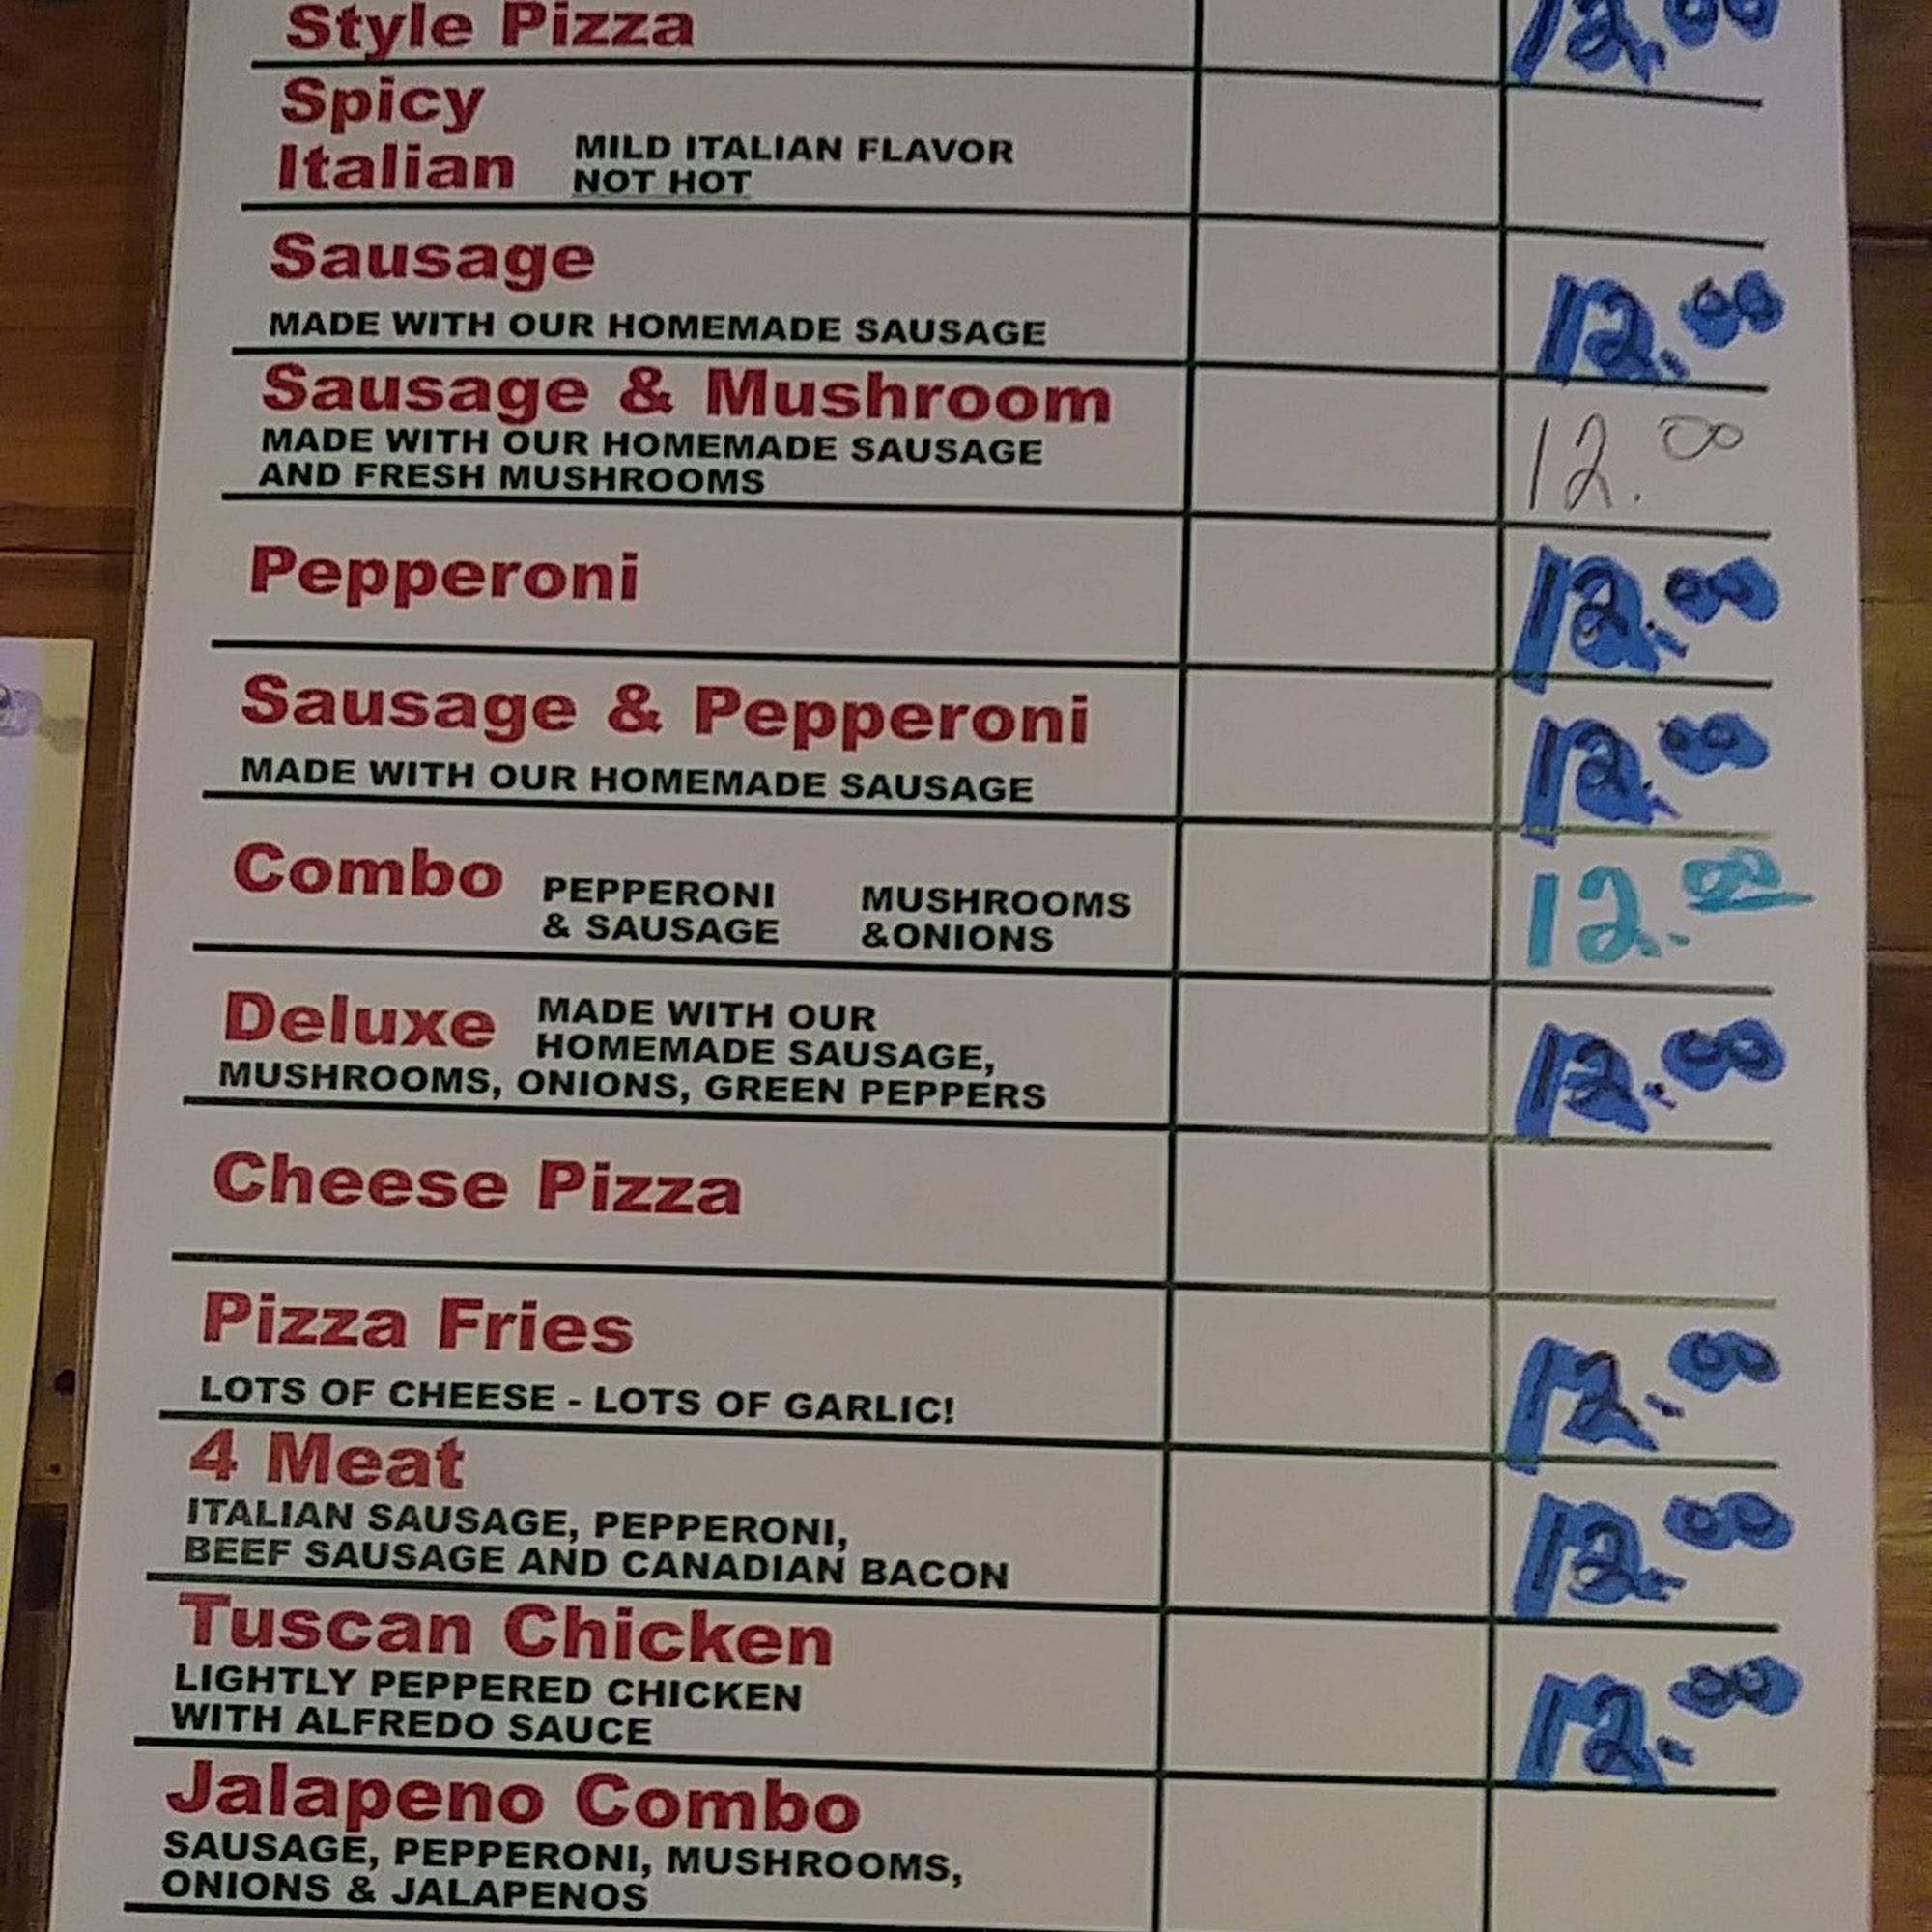 Style Pizza 12.00
Spicy
Italian MILD ITALIAN FLAVOR
NOT HOT
Sausage
12.00
MADE WITH OUR HOMEMADE SAUSAGE
Sausage & Mushroom
12.00
MADE WITH OUR HOMEMADE SAUSAGE
AND FRESH MUSHROOMS
Pepperoni 12.00
Sausage & Pepperoni 12.00
MADE WITH OUR HOMEMADE SAUSAGE
Combo PEPPERONI MUSHROOMS 12.00
& SAUSAGE &ONIONS
Deluxe MADE WITH OUR
HOMEMADE SAUSAGE, 12.00
MUSHROOMS, ONIONS, GREEN PEPPERS
Cheese Pizza
Pizza Fries
12.00
LOTS OF CHEESE - LOTS OF GARLIC!
4 Meat
ITALIAN SAUSAGE, PEPPERONI, 12.00
BEEF SAUSAGE AND CANADIAN BACON
Tuscan Chicken
LIGHTLY PEPPERED CHICKEN 12.00
WITH ALFREDO SAUCE
Jalapeno Combo
SAUSAGE, PEPPERONI, MUSHROOMS,
ONIONS & JALAPENOS